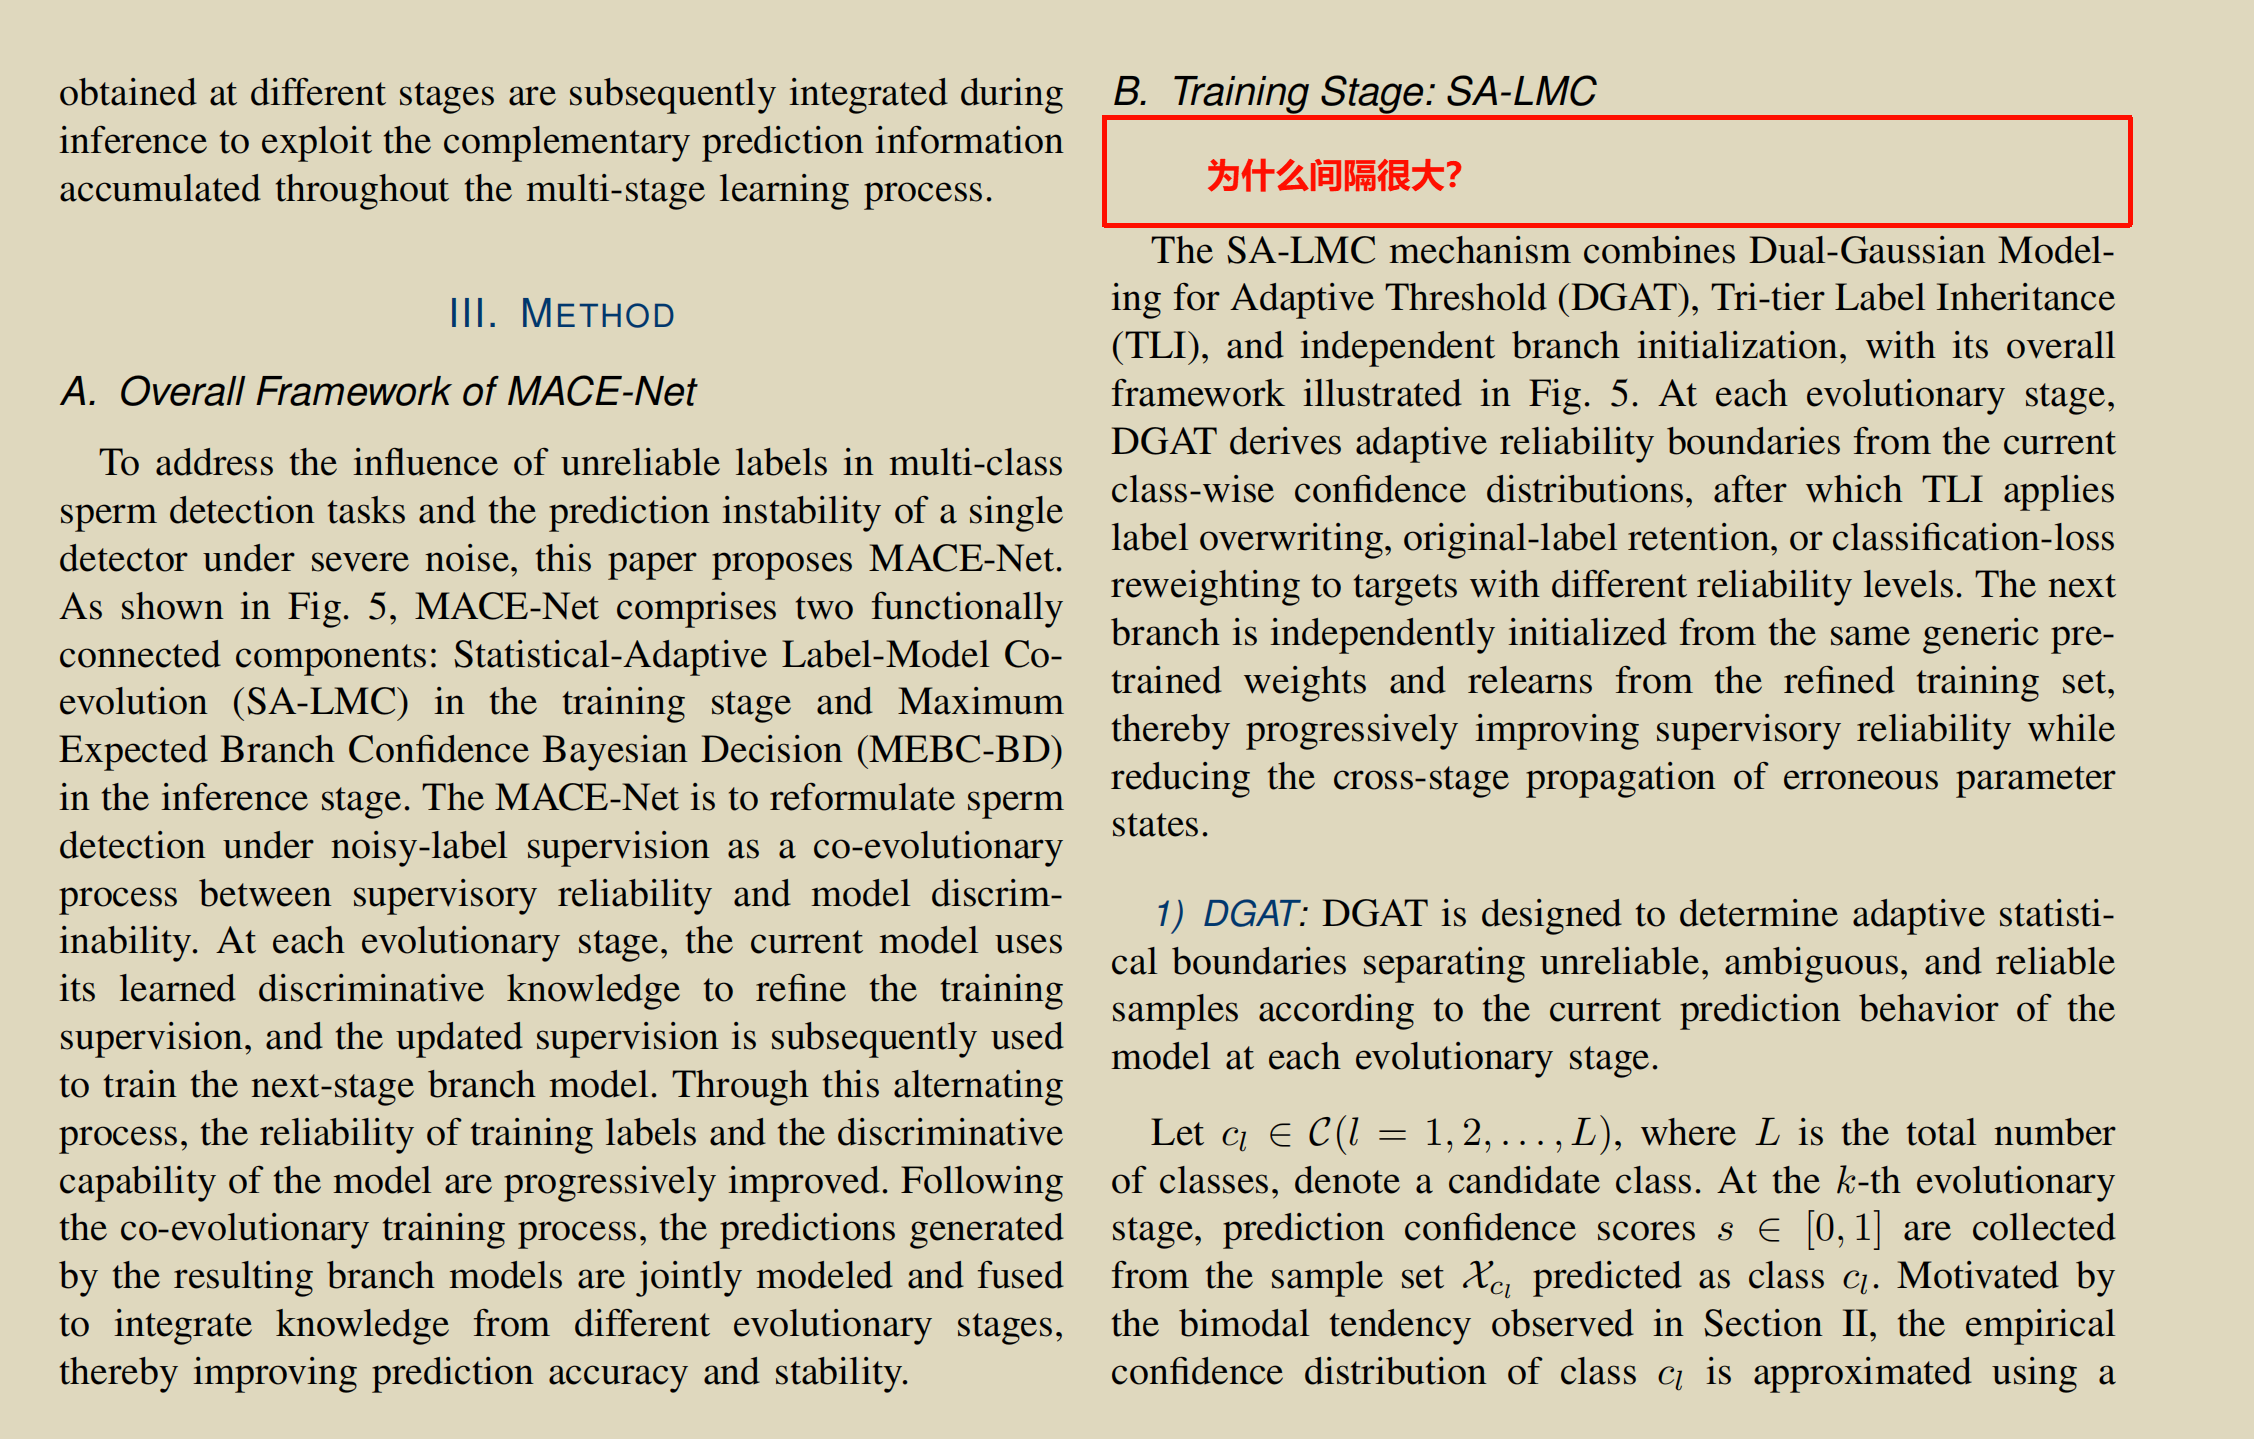 obtained at different stages are subsequently integrated during
inference to exploit the complementary prediction information
accumulated throughout the multi-stage learning process.
III. METHOD
A. Overall Framework of MACE-Net
To address the influence of unreliable labels in multi-class
sperm detection tasks and the prediction instability of a single
detector under severe noise, this paper proposes MACE-Net.
As shown in Fig. 5, MACE-Net comprises two functionally
connected components: Statistical-Adaptive Label-Model Co-
evolution (SA-LMC) in the training stage and Maximum
Expected Branch Confidence Bayesian Decision (MEBC-BD)
in the inference stage. The MACE-Net is to reformulate sperm
detection under noisy-label supervision as a co-evolutionary
process between supervisory reliability and model discrim-
inability. At each evolutionary stage, the current model uses
its learned discriminative knowledge to refine the training
supervision, and the updated supervision is subsequently used
to train the next-stage branch model. Through this alternating
process, the reliability of training labels and the discriminative
capability of the model are progressively improved. Following
the co-evolutionary training process, the predictions generated
by the resulting branch models are jointly modeled and fused
to integrate knowledge from different evolutionary stages,
thereby improving prediction accuracy and stability.
B. Training Stage: SA-LMC
为什么间隔很大?
The SA-LMC mechanism combines Dual-Gaussian Model-
ing for Adaptive Threshold (DGAT), Tri-tier Label Inheritance
(TLI), and independent branch initialization, with its overall
framework illustrated in Fig. 5. At each evolutionary stage,
DGAT derives adaptive reliability boundaries from the current
class-wise confidence distributions, after which TLI applies
label overwriting, original-label retention, or classification-loss
reweighting to targets with different reliability levels. The next
branch is independently initialized from the same generic pre-
trained weights and relearns from the refined training set,
thereby progressively improving supervisory reliability while
reducing the cross-stage propagation of erroneous parameter
states.
1) DGAT: DGAT is designed to determine adaptive statisti-
cal boundaries separating unreliable, ambiguous, and reliable
samples according to the current prediction behavior of the
model at each evolutionary stage.
Let c_l ∈ 𝒞(l = 1, 2, . . . , L), where L is the total number
of classes, denote a candidate class. At the k-th evolutionary
stage, prediction confidence scores s ∈ [0, 1] are collected
from the sample set 𝒳_{c_l} predicted as class c_l. Motivated by
the bimodal tendency observed in Section II, the empirical
confidence distribution of class c_l is approximated using a